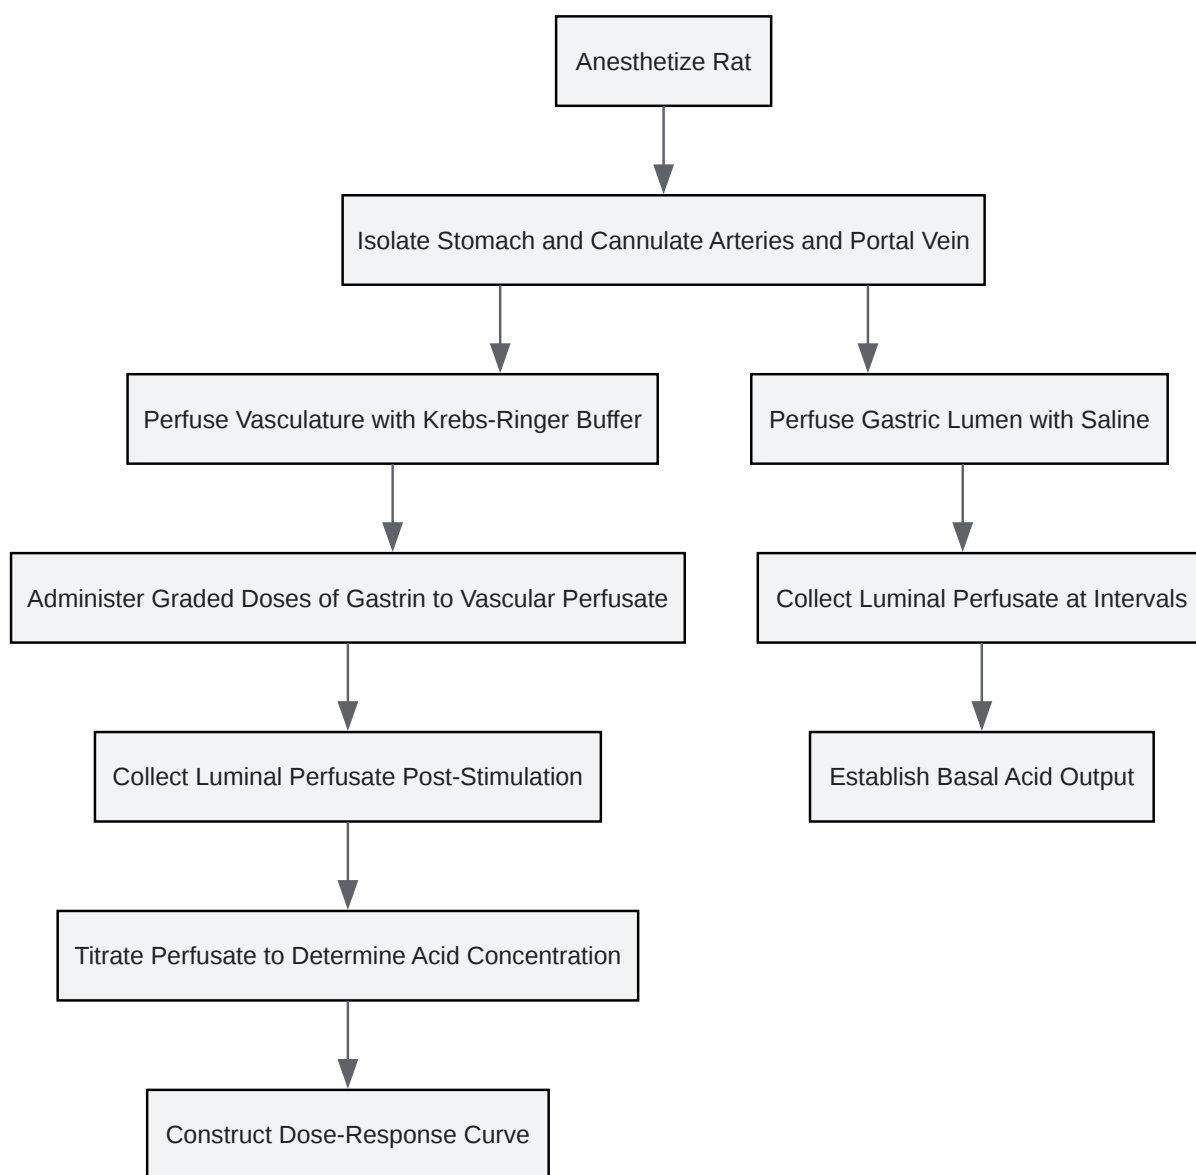 Anesthetize Rat
Isolate Stomach and Cannulate Arteries and Portal Vein
Perfuse Vasculature with Krebs-Ringer Buffer
Perfuse Gastric Lumen with Saline
Administer Graded Doses of Gastrin to Vascular Perfusate
Collect Luminal Perfusate at Intervals
Collect Luminal Perfusate Post-Stimulation
Establish Basal Acid Output
Titrate Perfusate to Determine Acid Concentration
Construct Dose-Response Curve